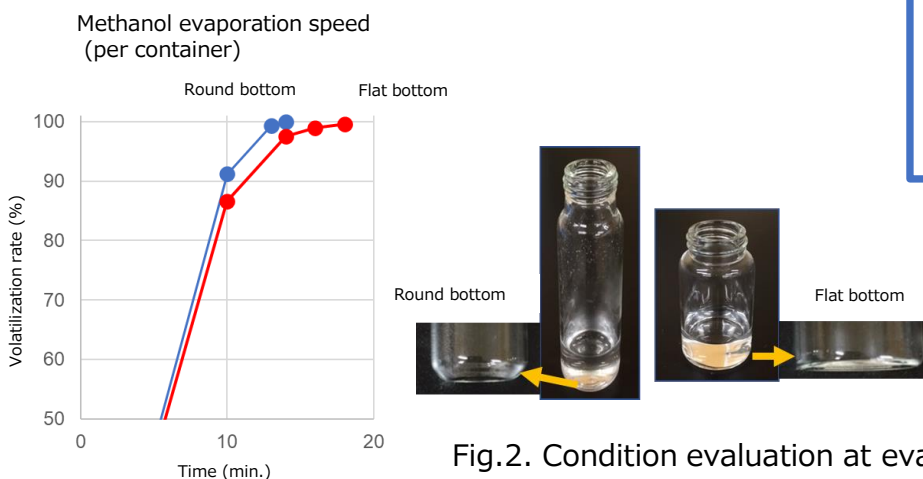 Methanol evaporation speed
(per container)
Round bottom
Flat bottom
100
90
80
70
60
50
Volatilization rate (%)
0
10
20
Time (min.)
Round bottom
Flat bottom
Fig.2. Condition evaluation at